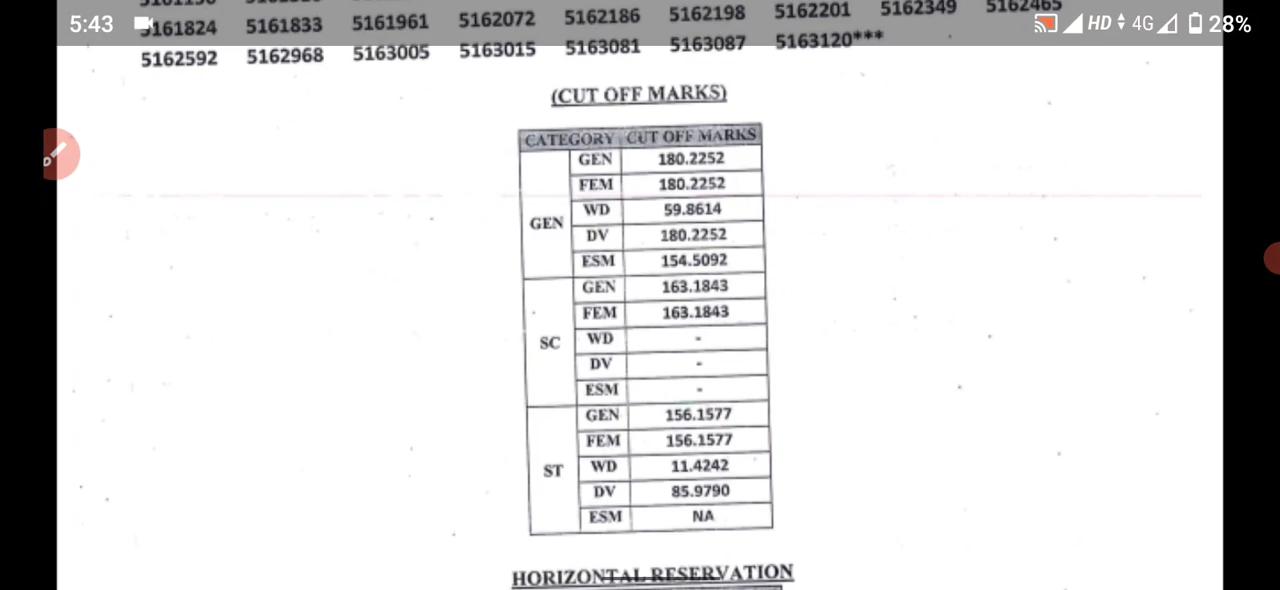 5:43 HD 4G 28%
5161824 5161833 5161961 5162072 5162186 5162198 5162201 5162349 5162465
5162592 5162968 5163005 5163015 5163081 5163087 5163120***
(CUT OFF MARKS)
CATEGORY CUT OFF MARKS
GEN GEN 180.2252
FEM 180.2252
WD 59.8614
DV 180.2252
ESM 154.5092
SC GEN 163.1843
FEM 163.1843
WD -
DV -
ESM -
ST GEN 156.1577
FEM 156.1577
WD 11.4242
DV 85.9790
ESM NA
HORIZONTAL RESERVATION